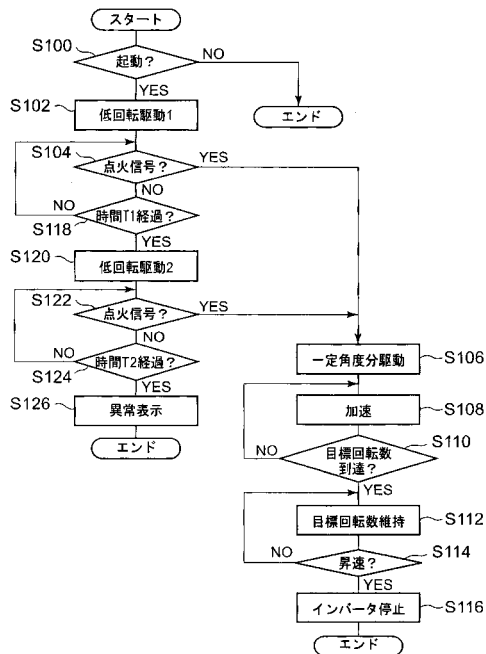 スタート
S100
起動?
NO
YES
エンド
S102
低回転駆動1
S104
点火信号?
YES
NO
NO
時間T1経過?
S118
YES
S120
低回転駆動2
S122
点火信号?
YES
NO
NO
時間T2経過?
S124
YES
S126
異常表示
エンド
一定角度分駆動
S106
加速
S108
S110
目標回転数
到達?
NO
YES
目標回転数維持
S112
S114
NO
昇速?
YES
インバータ停止
S116
エンド